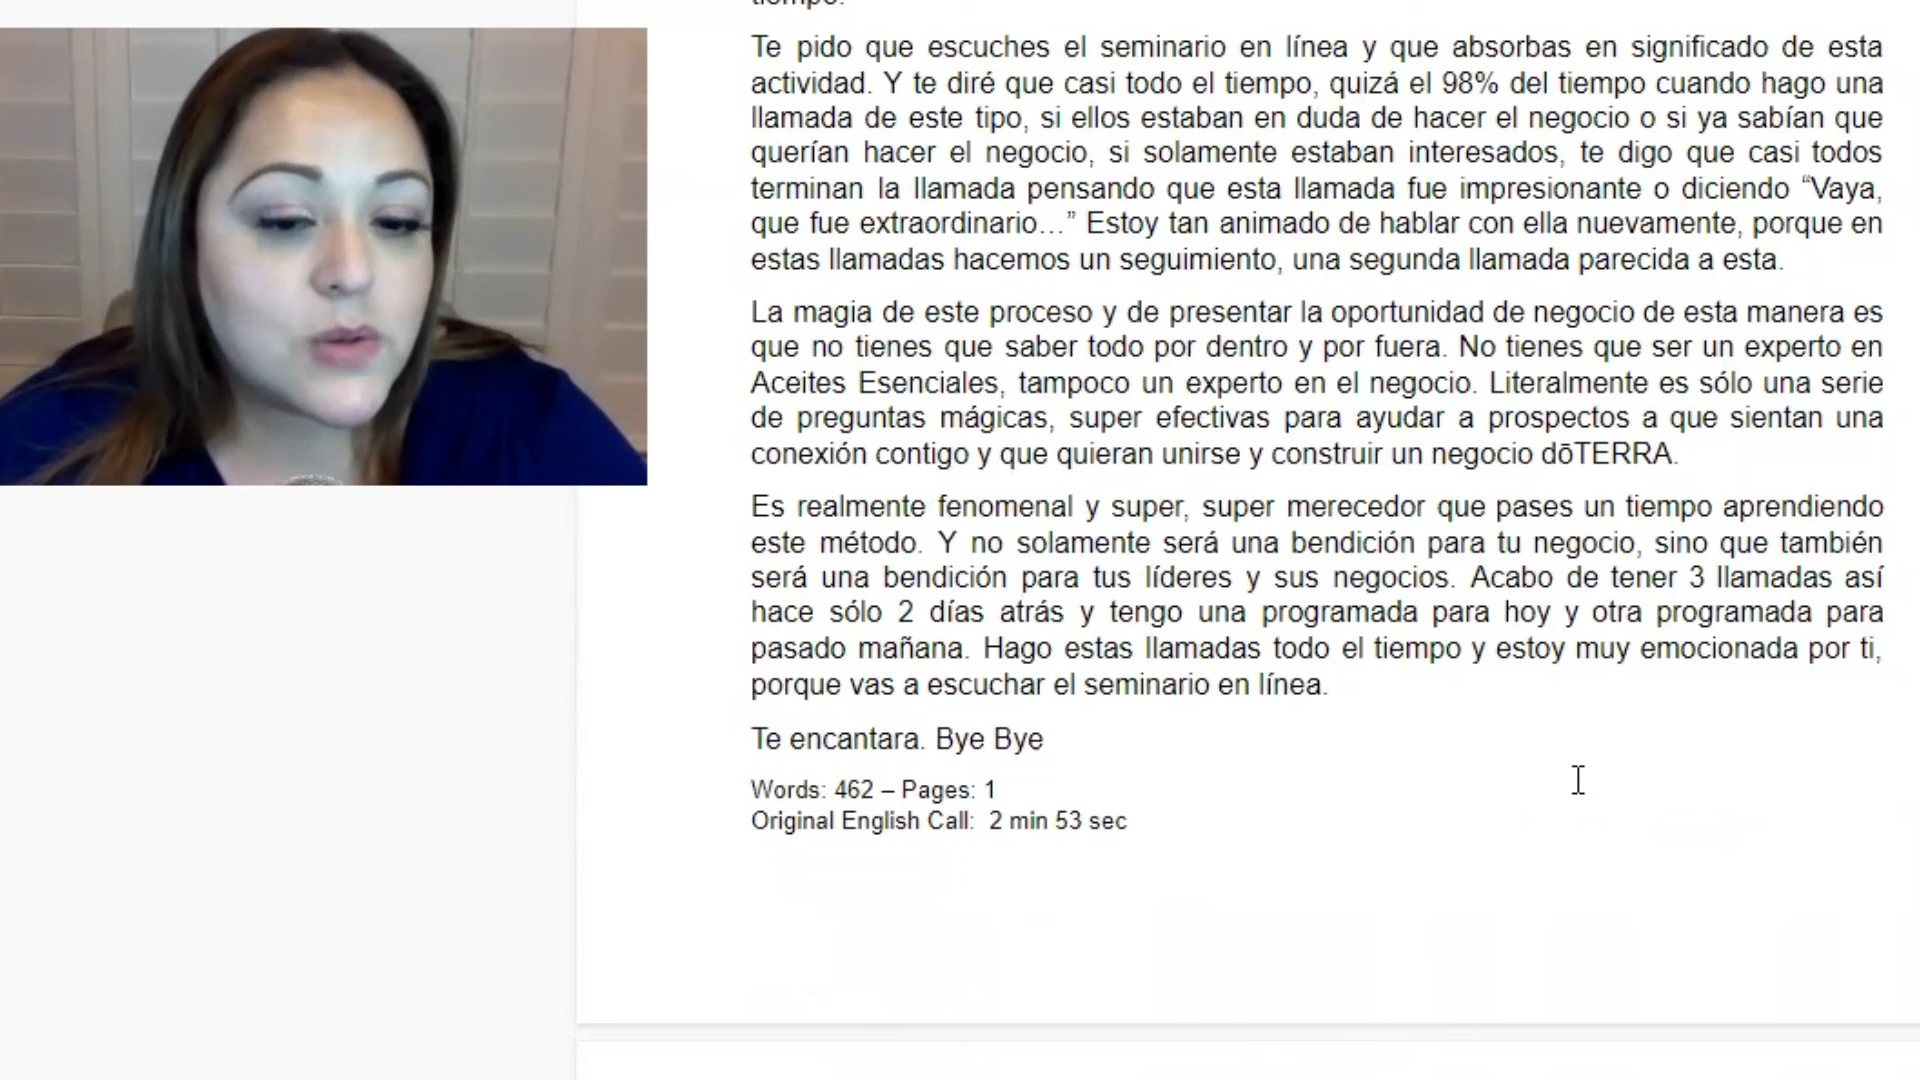 tiempo.
Te pido que escuches el seminario en línea y que absorbas en significado de esta
actividad. Y te diré que casi todo el tiempo, quizá el 98% del tiempo cuando hago una
llamada de este tipo, si ellos estaban en duda de hacer el negocio o si ya sabían que
querían hacer el negocio, si solamente estaban interesados, te digo que casi todos
terminan la llamada pensando que esta llamada fue impresionante o diciendo “Vaya,
que fue extraordinario…” Estoy tan animado de hablar con ella nuevamente, porque en
estas llamadas hacemos un seguimiento, una segunda llamada parecida a esta.
La magia de este proceso y de presentar la oportunidad de negocio de esta manera es
que no tienes que saber todo por dentro y por fuera. No tienes que ser un experto en
Aceites Esenciales, tampoco un experto en el negocio. Literalmente es sólo una serie
de preguntas mágicas, super efectivas para ayudar a prospectos a que sientan una
conexión contigo y que quieran unirse y construir un negocio dōTERRA.
Es realmente fenomenal y super, super merecedor que pases un tiempo aprendiendo
este método. Y no solamente será una bendición para tu negocio, sino que también
será una bendición para tus líderes y sus negocios. Acabo de tener 3 llamadas así
hace sólo 2 días atrás y tengo una programada para hoy y otra programada para
pasado mañana. Hago estas llamadas todo el tiempo y estoy muy emocionada por ti,
porque vas a escuchar el seminario en línea.
Te encantara. Bye Bye
Words: 462 – Pages: 1
Original English Call: 2 min 53 sec